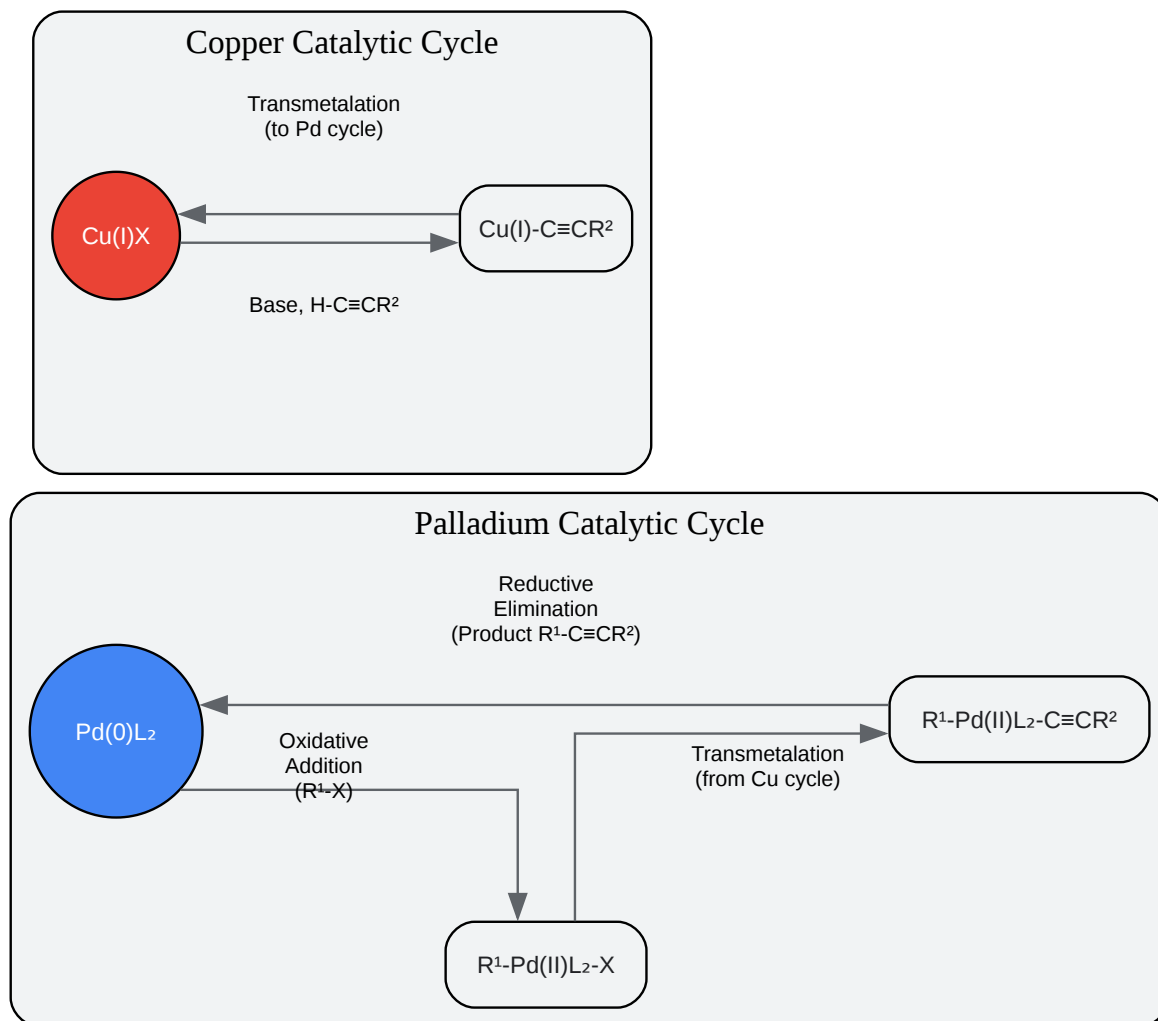 Copper Catalytic Cycle
Transmetalation
(to Pd cycle)
Cu(I)X
Cu(I)-C≡CR²
Base, H-C≡CR²
Palladium Catalytic Cycle
Reductive
Elimination
(Product R¹-C≡CR²)
Pd(0)L₂
R¹-Pd(II)L₂-C≡CR²
Oxidative
Addition
(R¹-X)
Transmetalation
(from Cu cycle)
R¹-Pd(II)L₂-X